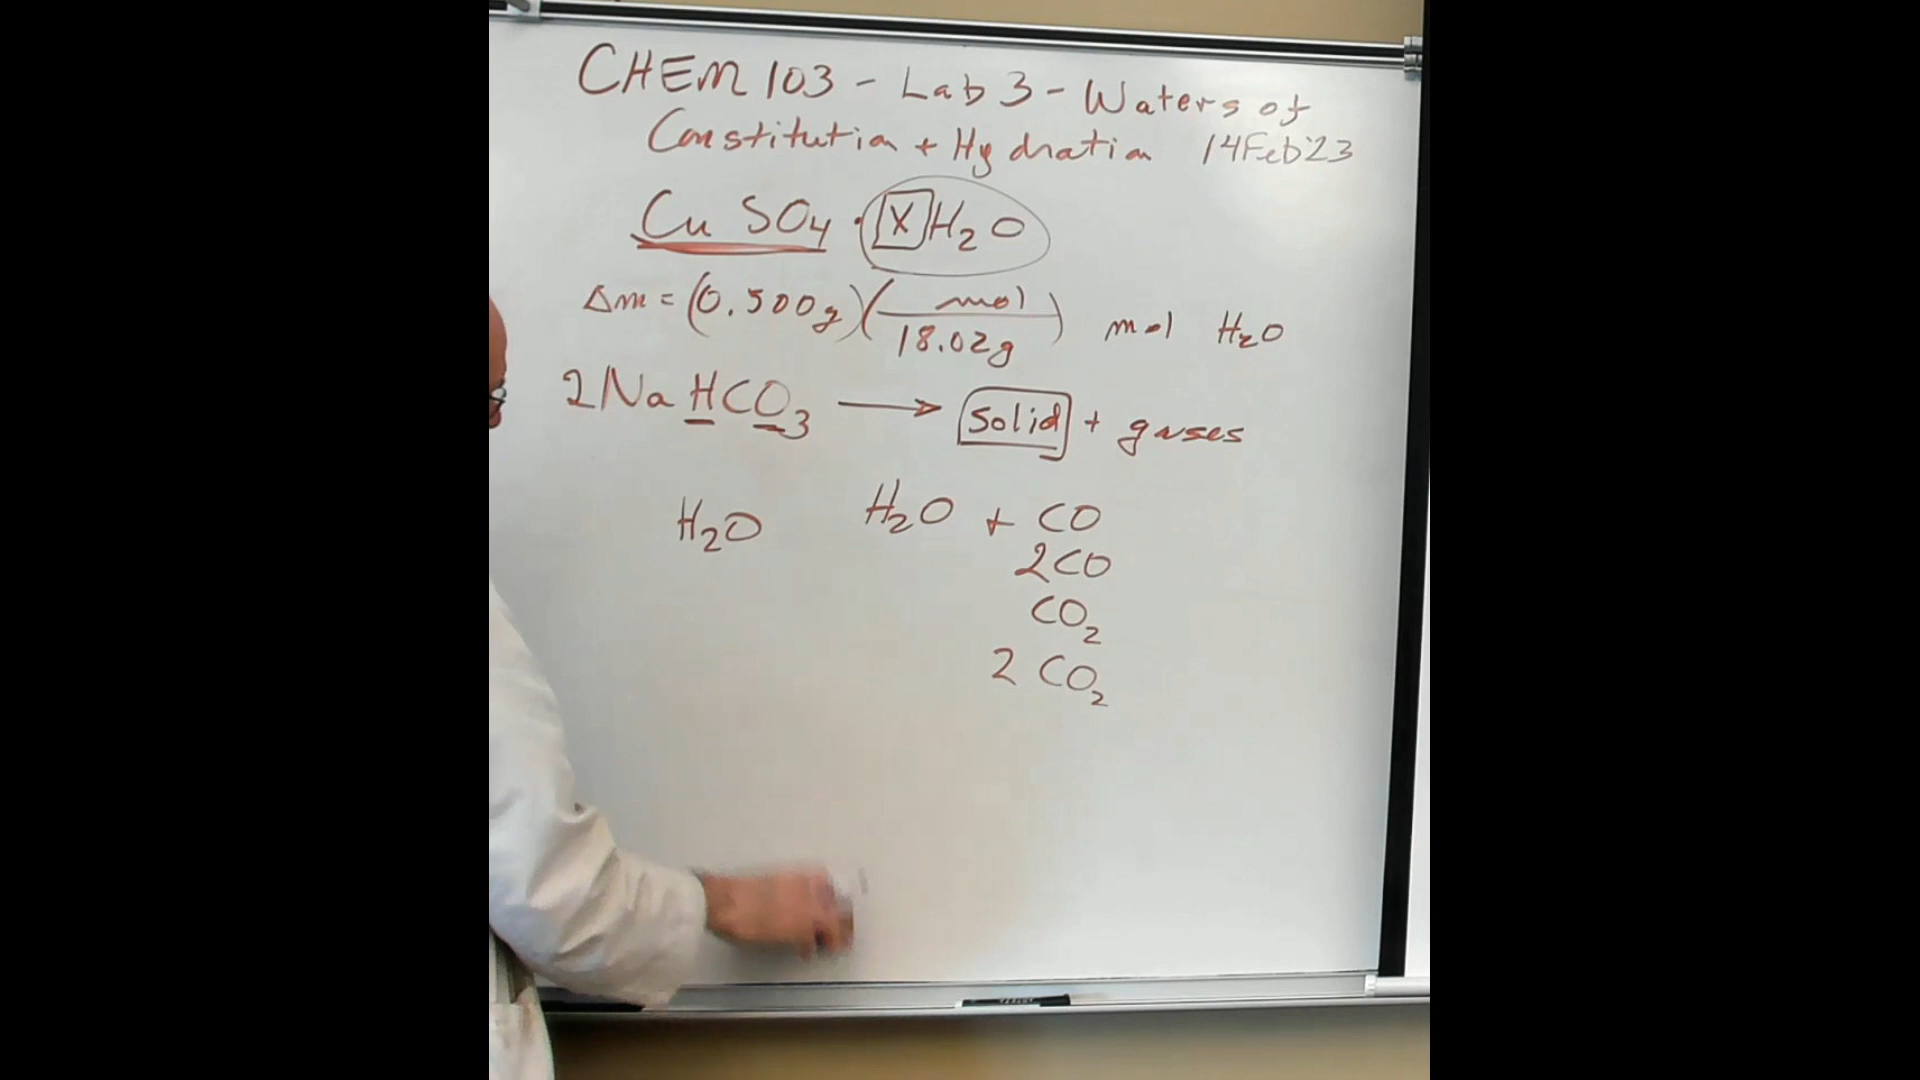 CHEM 103 - Lab 3 - Waters of
Constitution + Hydration 14Feb'23
CuSO₄ · X H₂O
Δm = (0.500g)(mol/18.02g) mol H₂O
2NaHCO₃ → Solid + gases
H₂O H₂O + CO
2CO
CO₂
2 CO₂